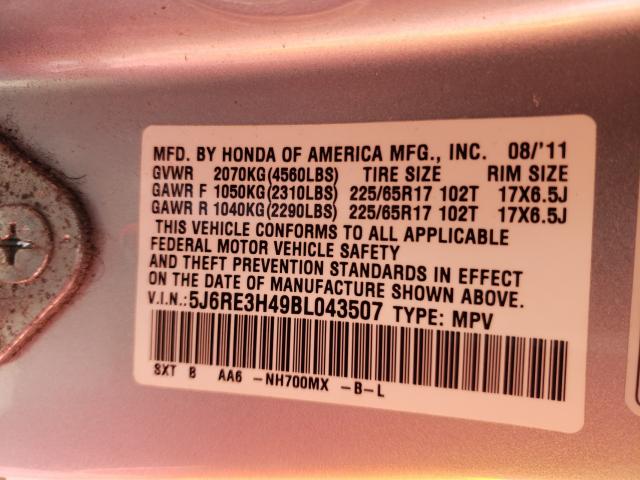 MFD. BY HONDA OF AMERICA MFG., INC. 08/'11
GVWR 2070KG(4560LBS) TIRE SIZE RIM SIZE
GAWR F 1050KG(2310LBS) 225/65R17 102T 17X6.5J
GAWR R 1040KG(2290LBS) 225/65R17 102T 17X6.5J
THIS VEHICLE CONFORMS TO ALL APPLICABLE
FEDERAL MOTOR VEHICLE SAFETY
AND THEFT PREVENTION STANDARDS IN EFFECT
ON THE DATE OF MANUFACTURE SHOWN ABOVE.
V.I.N.:5J6RE3H49BL043507 TYPE: MPV
SXT B AA6 -NH700MX -B-L